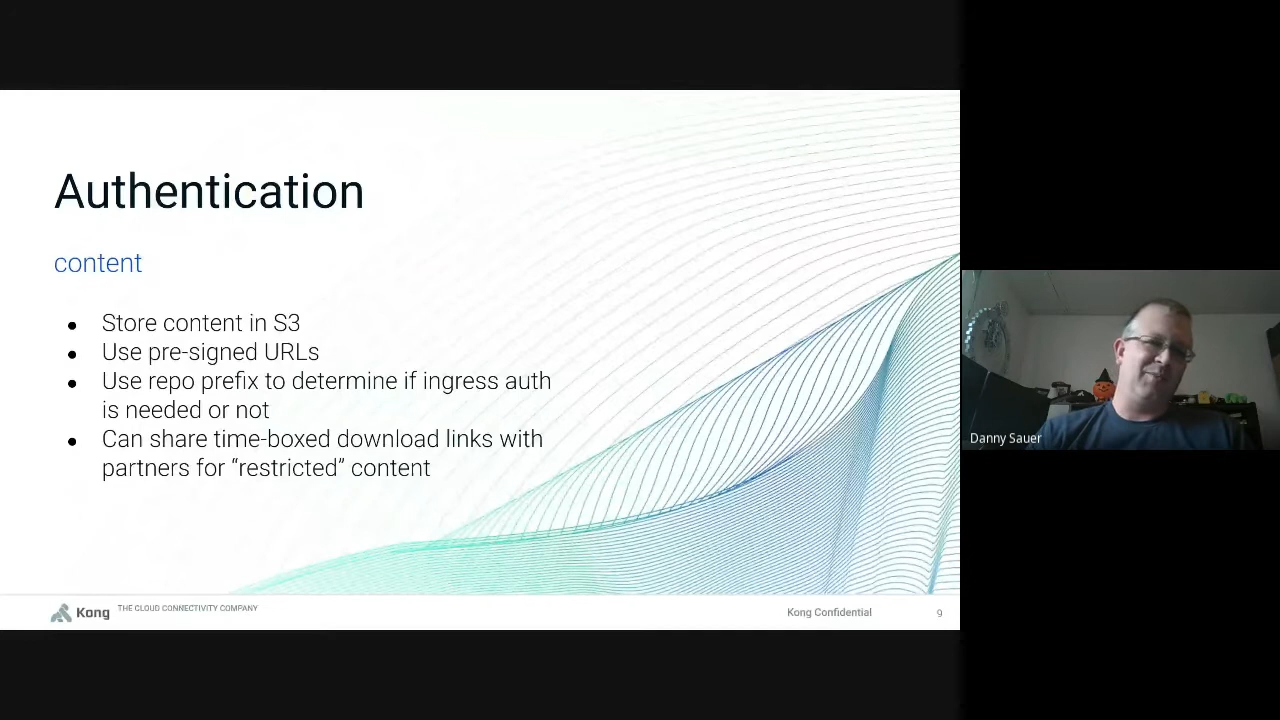 Authentication
content
● Store content in S3
● Use pre-signed URLs
● Use repo prefix to determine if ingress auth
is needed or not
● Can share time-boxed download links with
partners for “restricted” content
Kong THE CLOUD CONNECTIVITY COMPANY
Kong Confidential
9
Danny Sauer